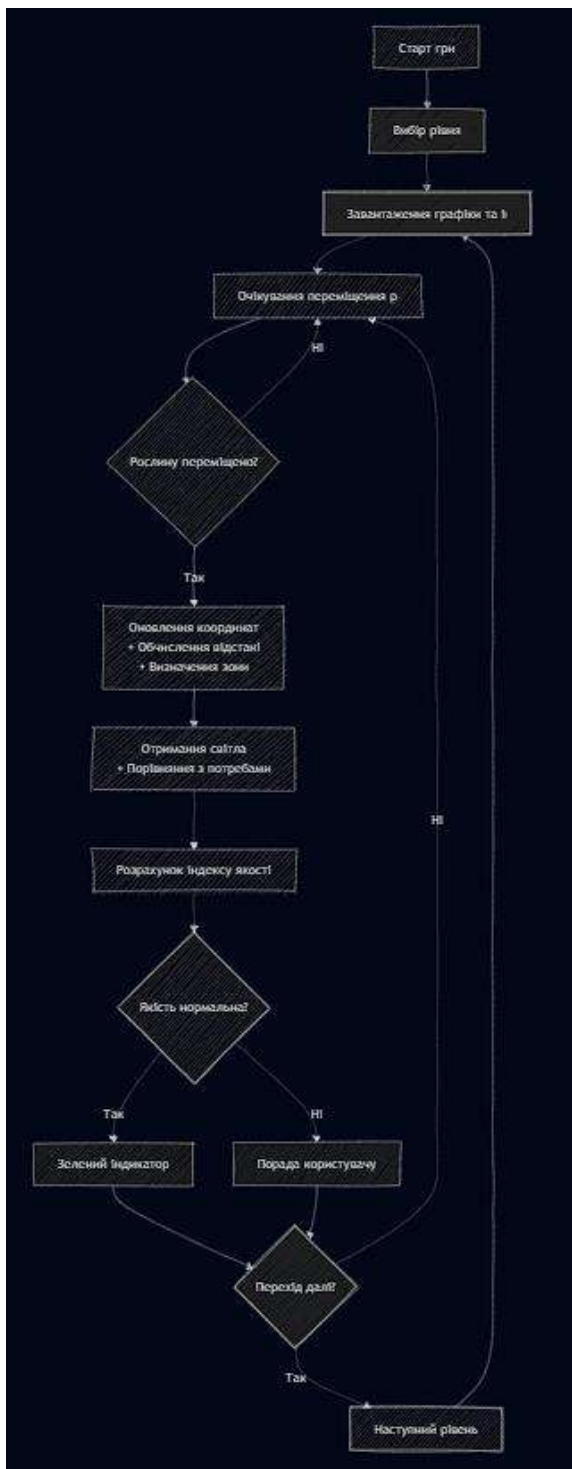 Старт гри
Вибір рівня
Завантаження графіки та і
Очікування переміщення р
Ні
Рослину переміщено?
Так
Оновлення координат
+ Обчислення відстані
+ Визначення зони
Отримання світла
+ Порівняння з потребами
Ні
Розрахунок індексу якості
Якість нормальна?
Так
Ні
Зелений індикатор
Порада користувачу
Перехід далі?
Так
Наступний рівень